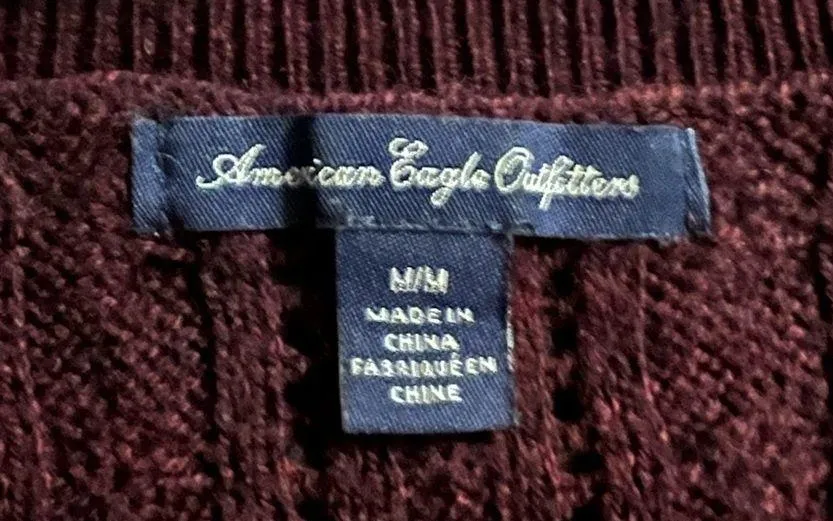 American Eagle Outfitters
M/M
MADE IN
CHINA
FABRIQUÉ EN
CHINE